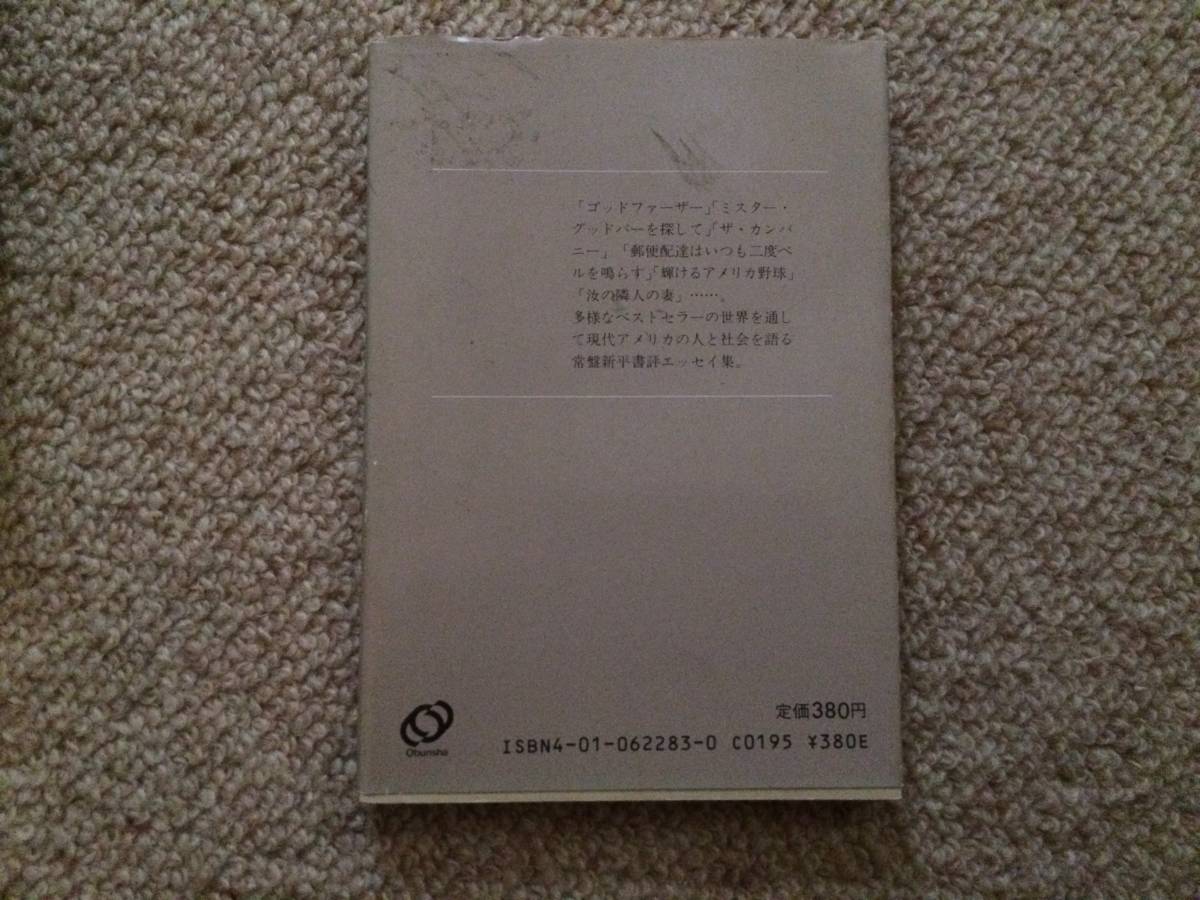 「ゴッドファーザー」「ミスター・
グッドバーを探して」「ザ・カンパ
ニー」「郵便配達はいつも二度ベ
ルを鳴らす」「輝けるアメリカ野球」
「汝の隣人の妻」……。
多様なベストセラーの世界を通し
て現代アメリカの人と社会を語る
常盤新平書評エッセイ集。
定価380円
Obunsha
ISBN4-01-062283-0 C0195 ¥380E